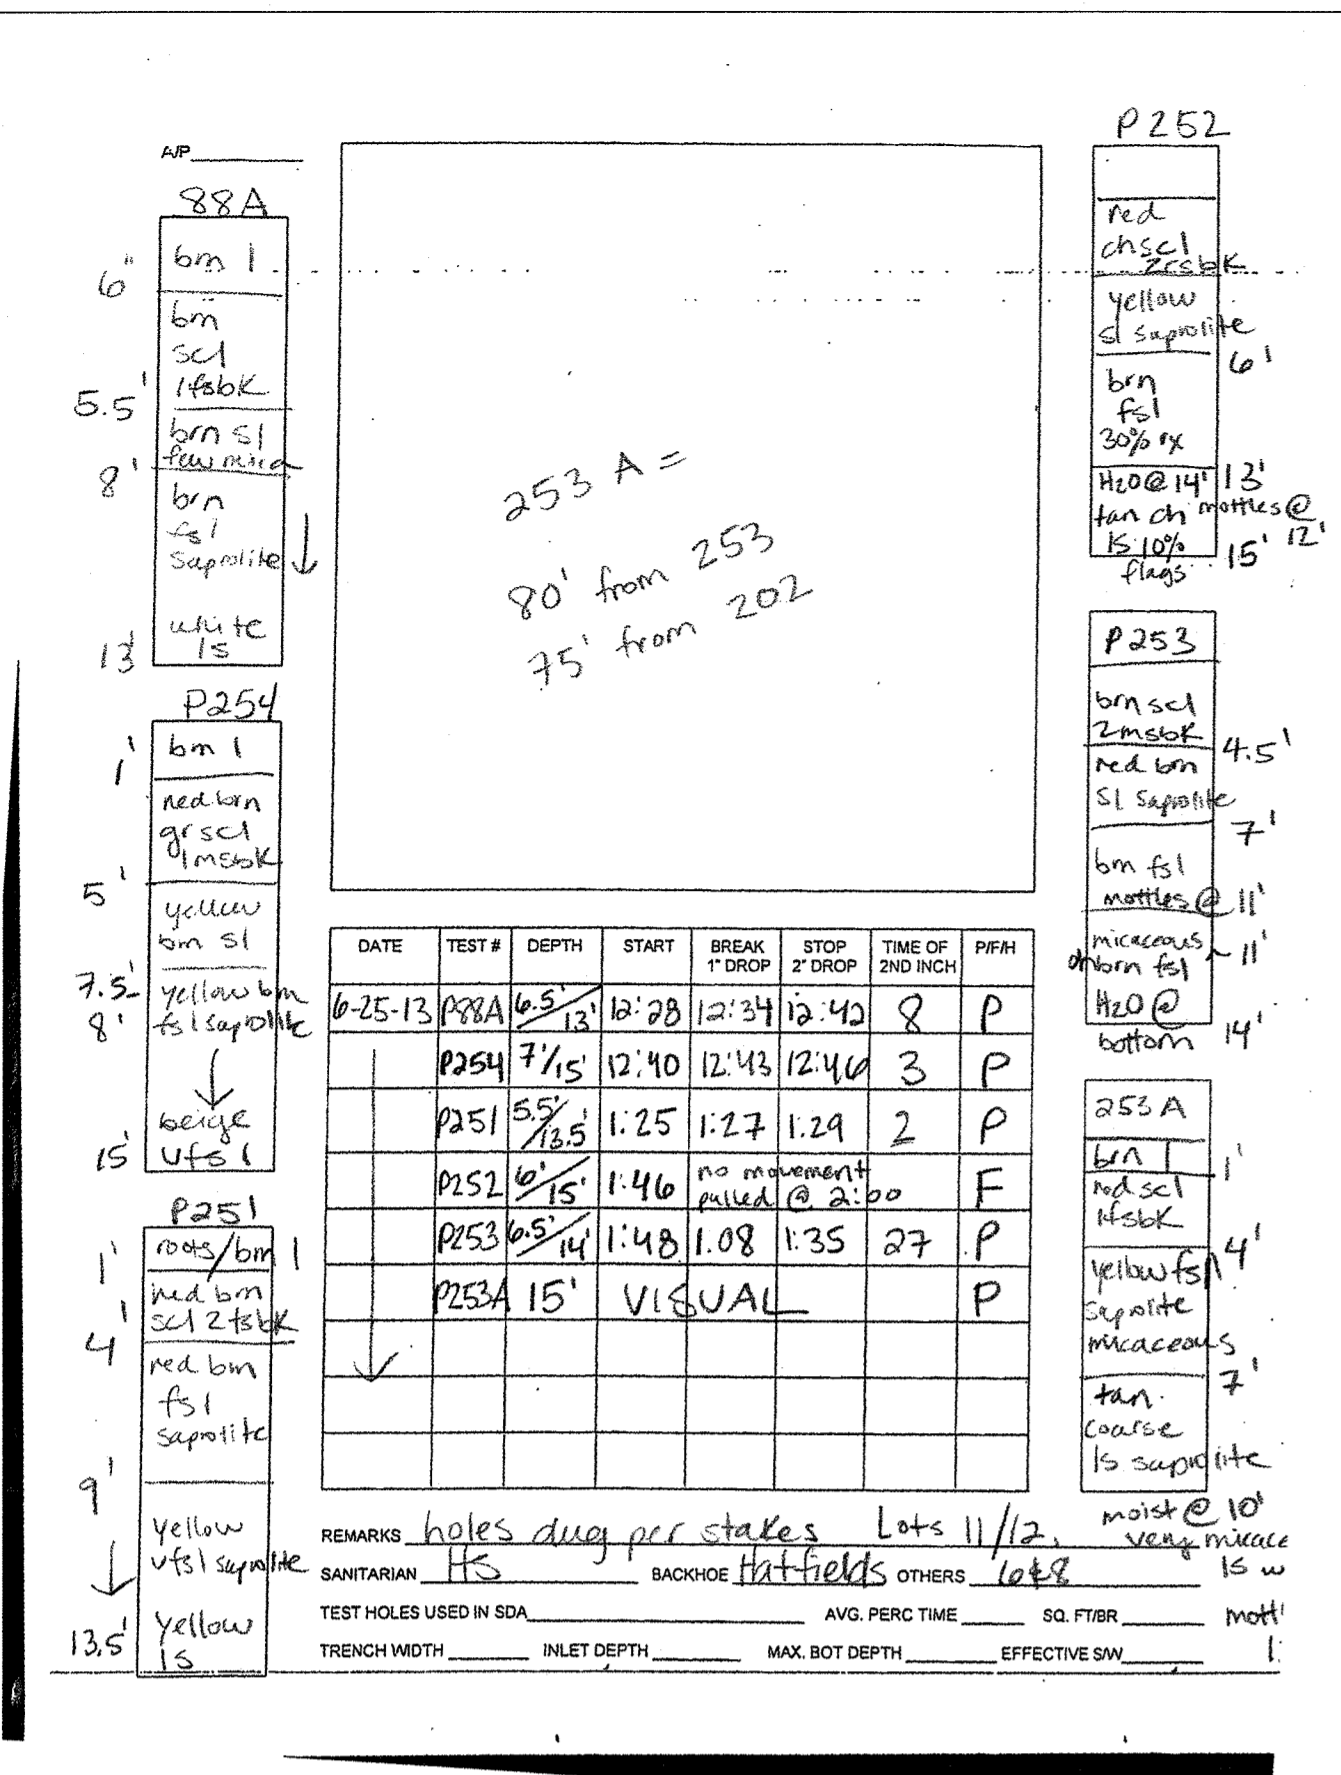 A/P
88A
6"
brn l
brn
scl
1fsbk
5.5'
brn sl
few mica
8'
brn
fsl
saprolite
white
ls
13'
P254
1'
brn l
red brn
gr scl
1msbk
5'
yellow
brn sl
7.5'
8'
yellow brn
fsl saprolite
beige
vfsl
15'
P251
roots/brn l
1'
red brn
scl 2fsbk
4'
red brn
fsl
saprolite
9'
yellow
vfsl saprolite
yellow
ls
13.5'
253 A =
80' from 253
75' from 202
P252
red
chscl
yellow
sl saprolite
6'
brn
fsl
30% rx
13'
H2O @ 14'
mottles @
12'
tan ch
ls 10%
flags
15'
P253
brn scl
2msbk
4.5'
red brn
sl saprolite
7'
brn fsl
mottles @ 11'
micaceous ~ 11'
brn fsl
H2O @
bottom 14'
253 A
brn l 1'
red scl
1fsbk
4'
yellow fsl
saprolite
micaceous
7'
tan
coarse
ls saprolite
moist @ 10'
very micace
ls w
mott
DATE TEST # DEPTH START BREAK 1" DROP STOP 2" DROP TIME OF 2ND INCH P/F/H
6-25-13 P88A 6.5'/13' 12:28 12:34 12:42 8 P
P254 7'/15' 12:40 12:43 12:46 3 P
P251 5.5'/13.5' 1:25 1:27 1:29 2 P
P252 6'/15' 1:46 no movement pulled @ 2:00 F
P253 6.5'/14' 1:48 1:08 1:35 27 P
P253A 15' VISUAL P
REMARKS holes dug per stakes Lots 11/12,
SANITARIAN HS BACKHOE Hatfields OTHERS 6&8
TEST HOLES USED IN SDA AVG. PERC TIME SQ. FT/BR
TRENCH WIDTH INLET DEPTH MAX. BOT DEPTH EFFECTIVE S/W